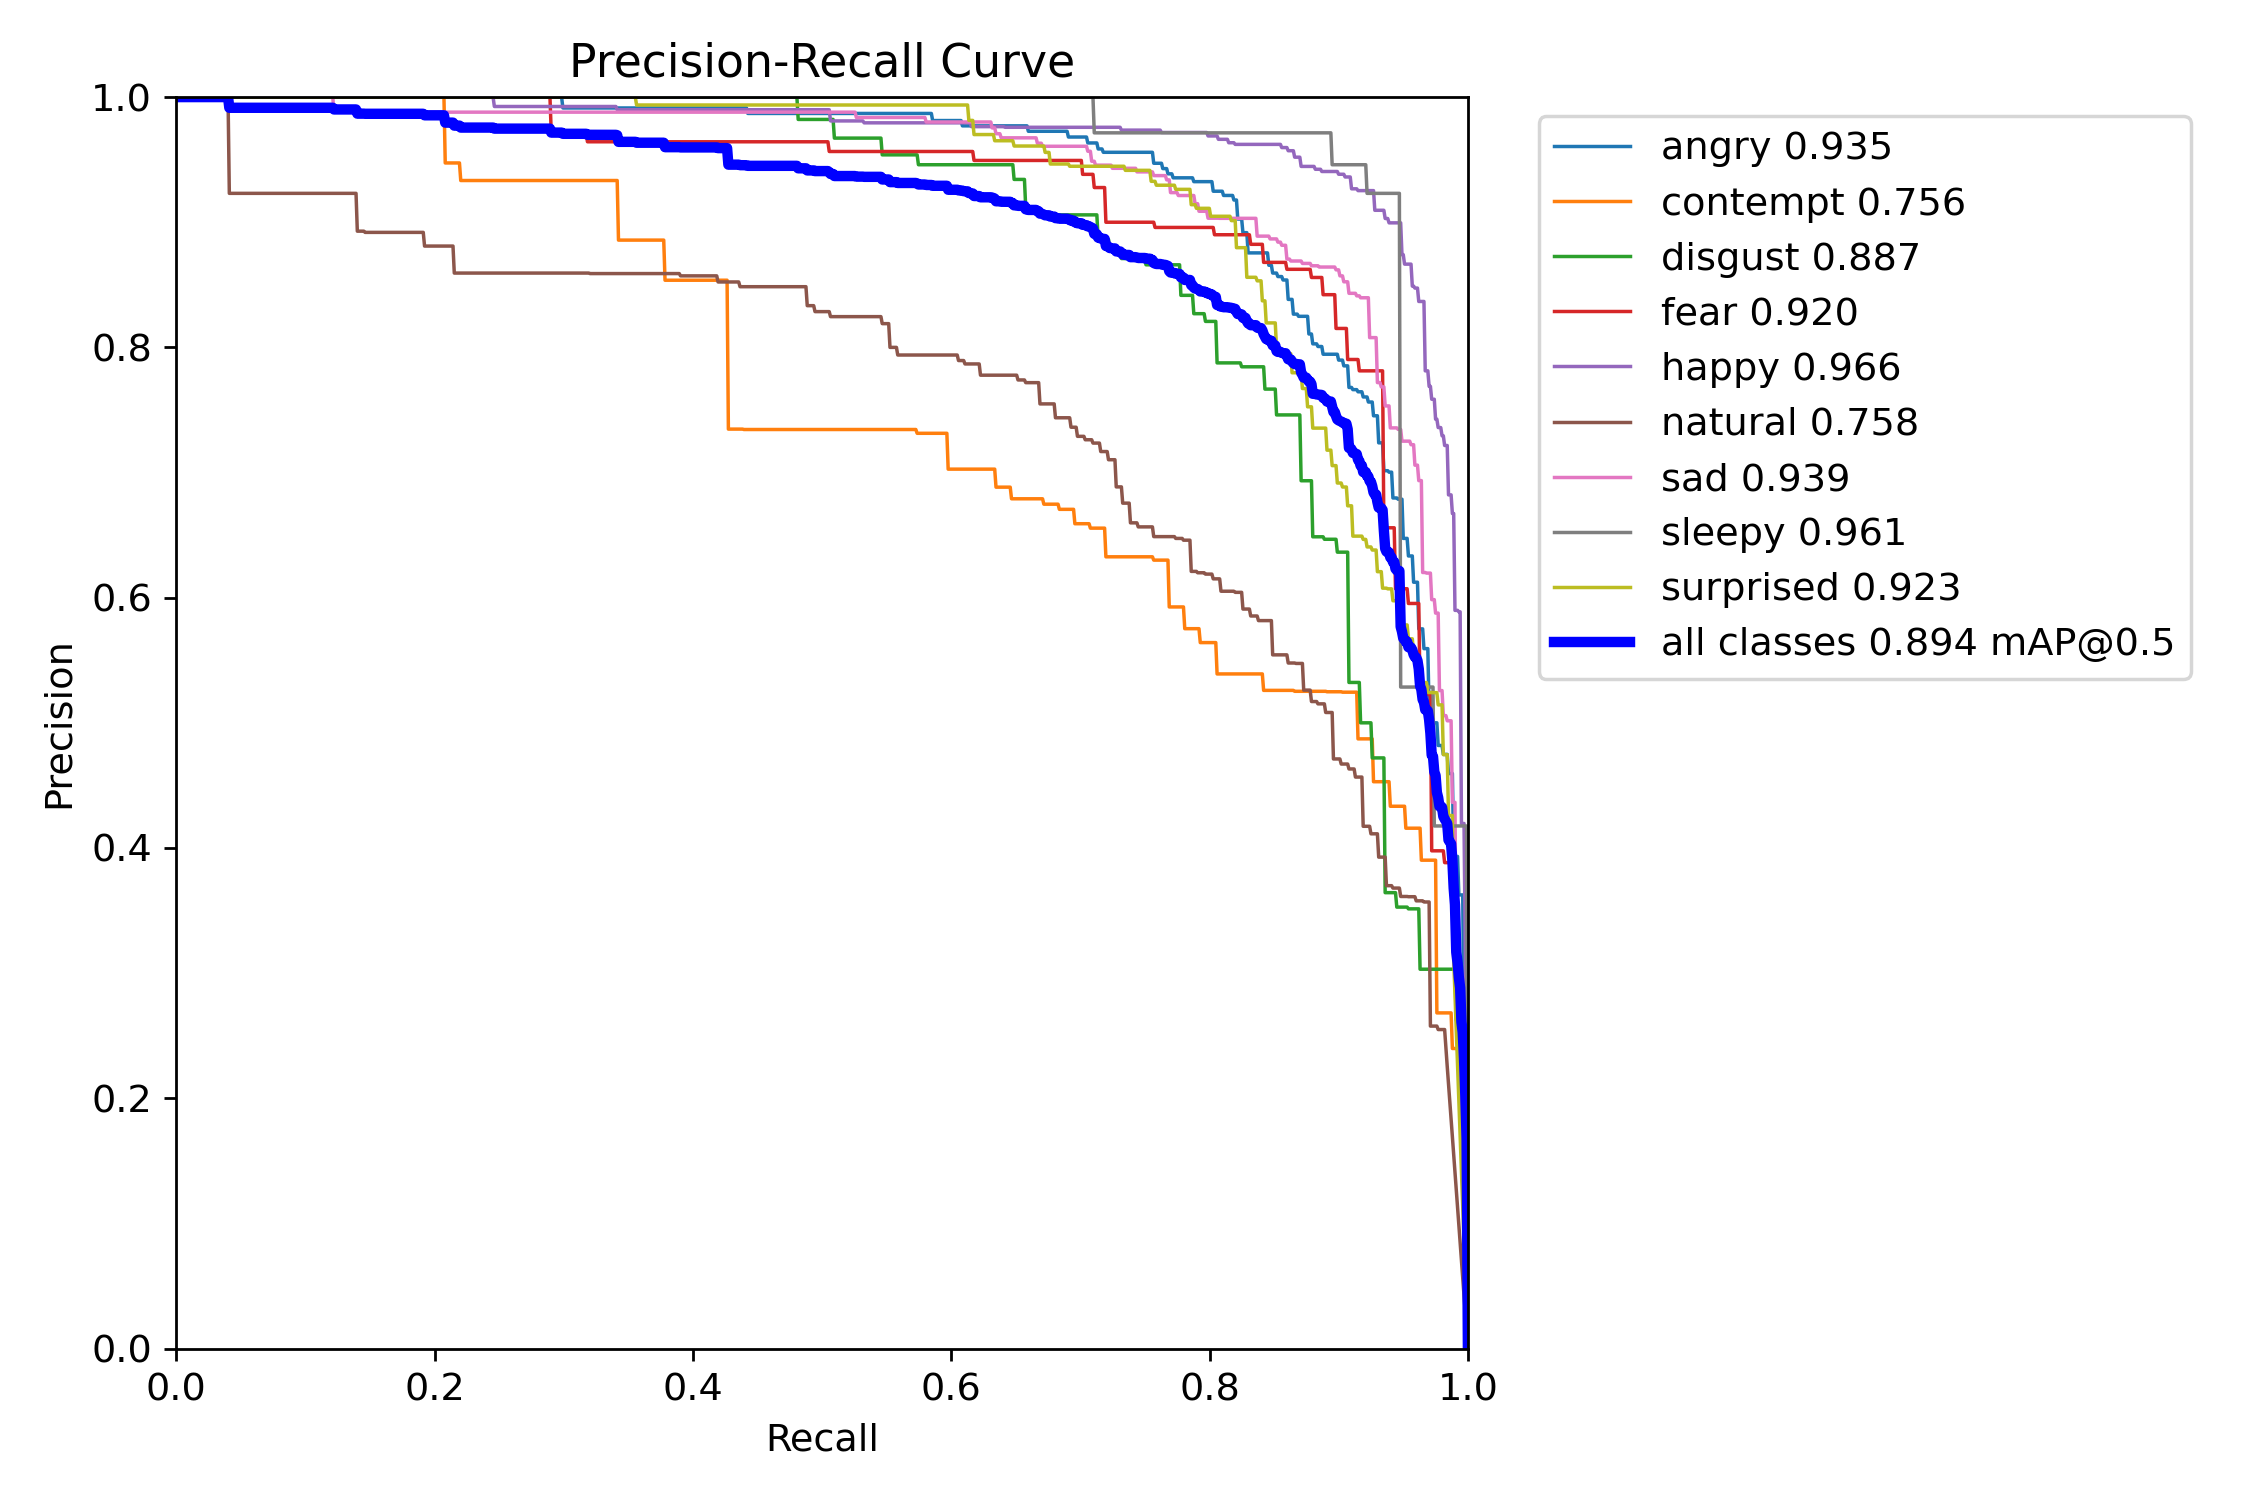 Precision-Recall Curve
1.0
0.8
0.6
0.4
0.2
0.0
Precision
0.0 0.2 0.4 0.6 0.8 1.0
Recall
angry 0.935
contempt 0.756
disgust 0.887
fear 0.920
happy 0.966
natural 0.758
sad 0.939
sleepy 0.961
surprised 0.923
all classes 0.894 mAP@0.5